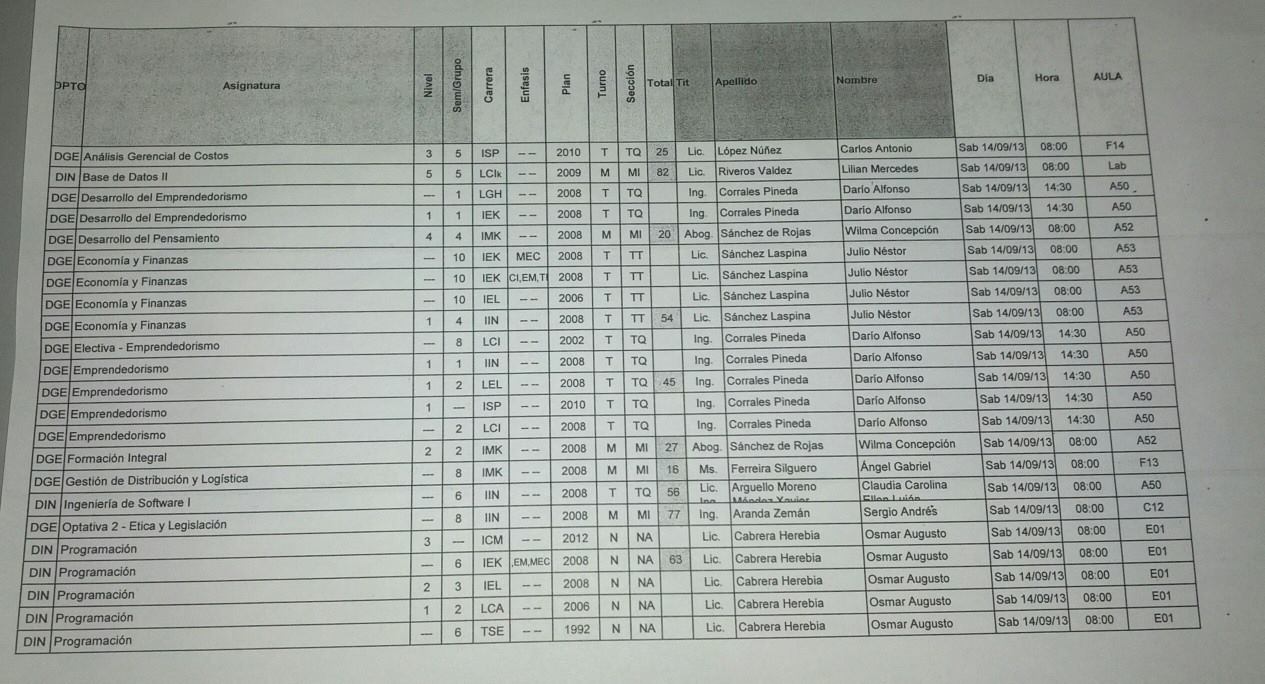 DPTO Asignatura Nivel Sem/Grupo Carrera Enfasis Plan Turno Sección Total Tit Apellido Nombre Dia Hora AULA
DGE Análisis Gerencial de Costos 3 5 ISP -- 2010 T TQ 25 Lic. López Núñez Carlos Antonio Sab 14/09/13 08:00 F14
DIN Base de Datos II 5 5 LCIk -- 2009 M MI 82 Lic. Riveros Valdez Lilian Mercedes Sab 14/09/13 08:00 Lab
DGE Desarrollo del Emprendedorismo --- 1 LGH -- 2008 T TQ Ing. Corrales Pineda Darío Alfonso Sab 14/09/13 14:30 A50
DGE Desarrollo del Emprendedorismo 1 1 IEK -- 2008 T TQ Ing. Corrales Pineda Darío Alfonso Sab 14/09/13 14:30 A50
DGE Desarrollo del Pensamiento 4 4 IMK -- 2008 M MI 20 Abog. Sánchez de Rojas Wilma Concepción Sab 14/09/13 08:00 A52
DGE Economía y Finanzas --- 10 IEK MEC 2008 T TT Lic. Sánchez Laspina Julio Néstor Sab 14/09/13 08:00 A53
DGE Economía y Finanzas --- 10 IEK CI,EM,TI 2008 T TT Lic. Sánchez Laspina Julio Néstor Sab 14/09/13 08:00 A53
DGE Economía y Finanzas --- 10 IEL -- 2006 T TT Lic. Sánchez Laspina Julio Néstor Sab 14/09/13 08:00 A53
DGE Economía y Finanzas 1 4 IIN -- 2008 T TT 54 Lic. Sánchez Laspina Julio Néstor Sab 14/09/13 08:00 A53
DGE Electiva - Emprendedorismo --- 8 LCI -- 2002 T TQ Ing. Corrales Pineda Darío Alfonso Sab 14/09/13 14:30 A50
DGE Emprendedorismo 1 1 IIN -- 2008 T TQ Ing. Corrales Pineda Darío Alfonso Sab 14/09/13 14:30 A50
DGE Emprendedorismo 1 2 LEL -- 2008 T TQ 45 Ing. Corrales Pineda Darío Alfonso Sab 14/09/13 14:30 A50
DGE Emprendedorismo 1 --- ISP -- 2010 T TQ Ing. Corrales Pineda Darío Alfonso Sab 14/09/13 14:30 A50
DGE Emprendedorismo --- 2 LCI -- 2008 T TQ Ing. Corrales Pineda Darío Alfonso Sab 14/09/13 14:30 A50
DGE Formación Integral 2 2 IMK -- 2008 M MI 27 Abog. Sánchez de Rojas Wilma Concepción Sab 14/09/13 08:00 A52
DGE Gestión de Distribución y Logística --- 8 IMK -- 2008 M MI 16 Ms. Ferreira Silguero Ángel Gabriel Sab 14/09/13 08:00 F13
DIN Ingeniería de Software I --- 6 IIN -- 2008 T TQ 56 Lic. Arguello Moreno Claudia Carolina Sab 14/09/13 08:00 A50
DGE Optativa 2 - Etica y Legislación --- 8 IIN -- 2008 M MI 77 Ing. Aranda Zemán Sergio Andrés Sab 14/09/13 08:00 C12
DIN Programación 3 --- ICM -- 2012 N NA Lic. Cabrera Herebia Osmar Augusto Sab 14/09/13 08:00 E01
DIN Programación --- 6 IEK ,EM,MEC 2008 N NA 63 Lic. Cabrera Herebia Osmar Augusto Sab 14/09/13 08:00 E01
DIN Programación 2 3 IEL -- 2008 N NA Lic. Cabrera Herebia Osmar Augusto Sab 14/09/13 08:00 E01
DIN Programación 1 2 LCA -- 2006 N NA Lic. Cabrera Herebia Osmar Augusto Sab 14/09/13 08:00 E01
DIN Programación --- 6 TSE -- 1992 N NA Lic. Cabrera Herebia Osmar Augusto Sab 14/09/13 08:00 E01